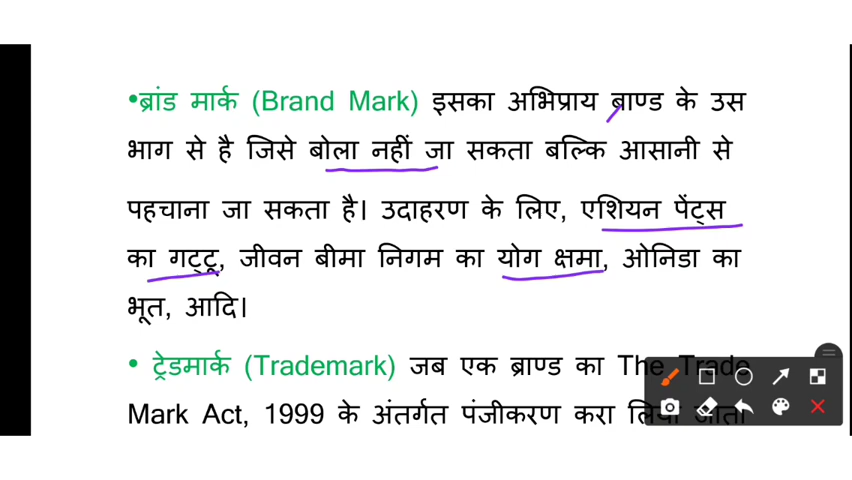 •ब्रांड मार्क (Brand Mark) इसका अभिप्राय ब्राण्ड के उस
भाग से है जिसे बोला नहीं जा सकता बल्कि आसानी से
पहचाना जा सकता है। उदाहरण के लिए, एशियन पेंट्स
का गट्टू, जीवन बीमा निगम का योग क्षमा, ओनिडा का
भूत, आदि।
• ट्रेडमार्क (Trademark) जब एक ब्राण्ड का The Trade
Mark Act, 1999 के अंतर्गत पंजीकरण करा लिया जाता